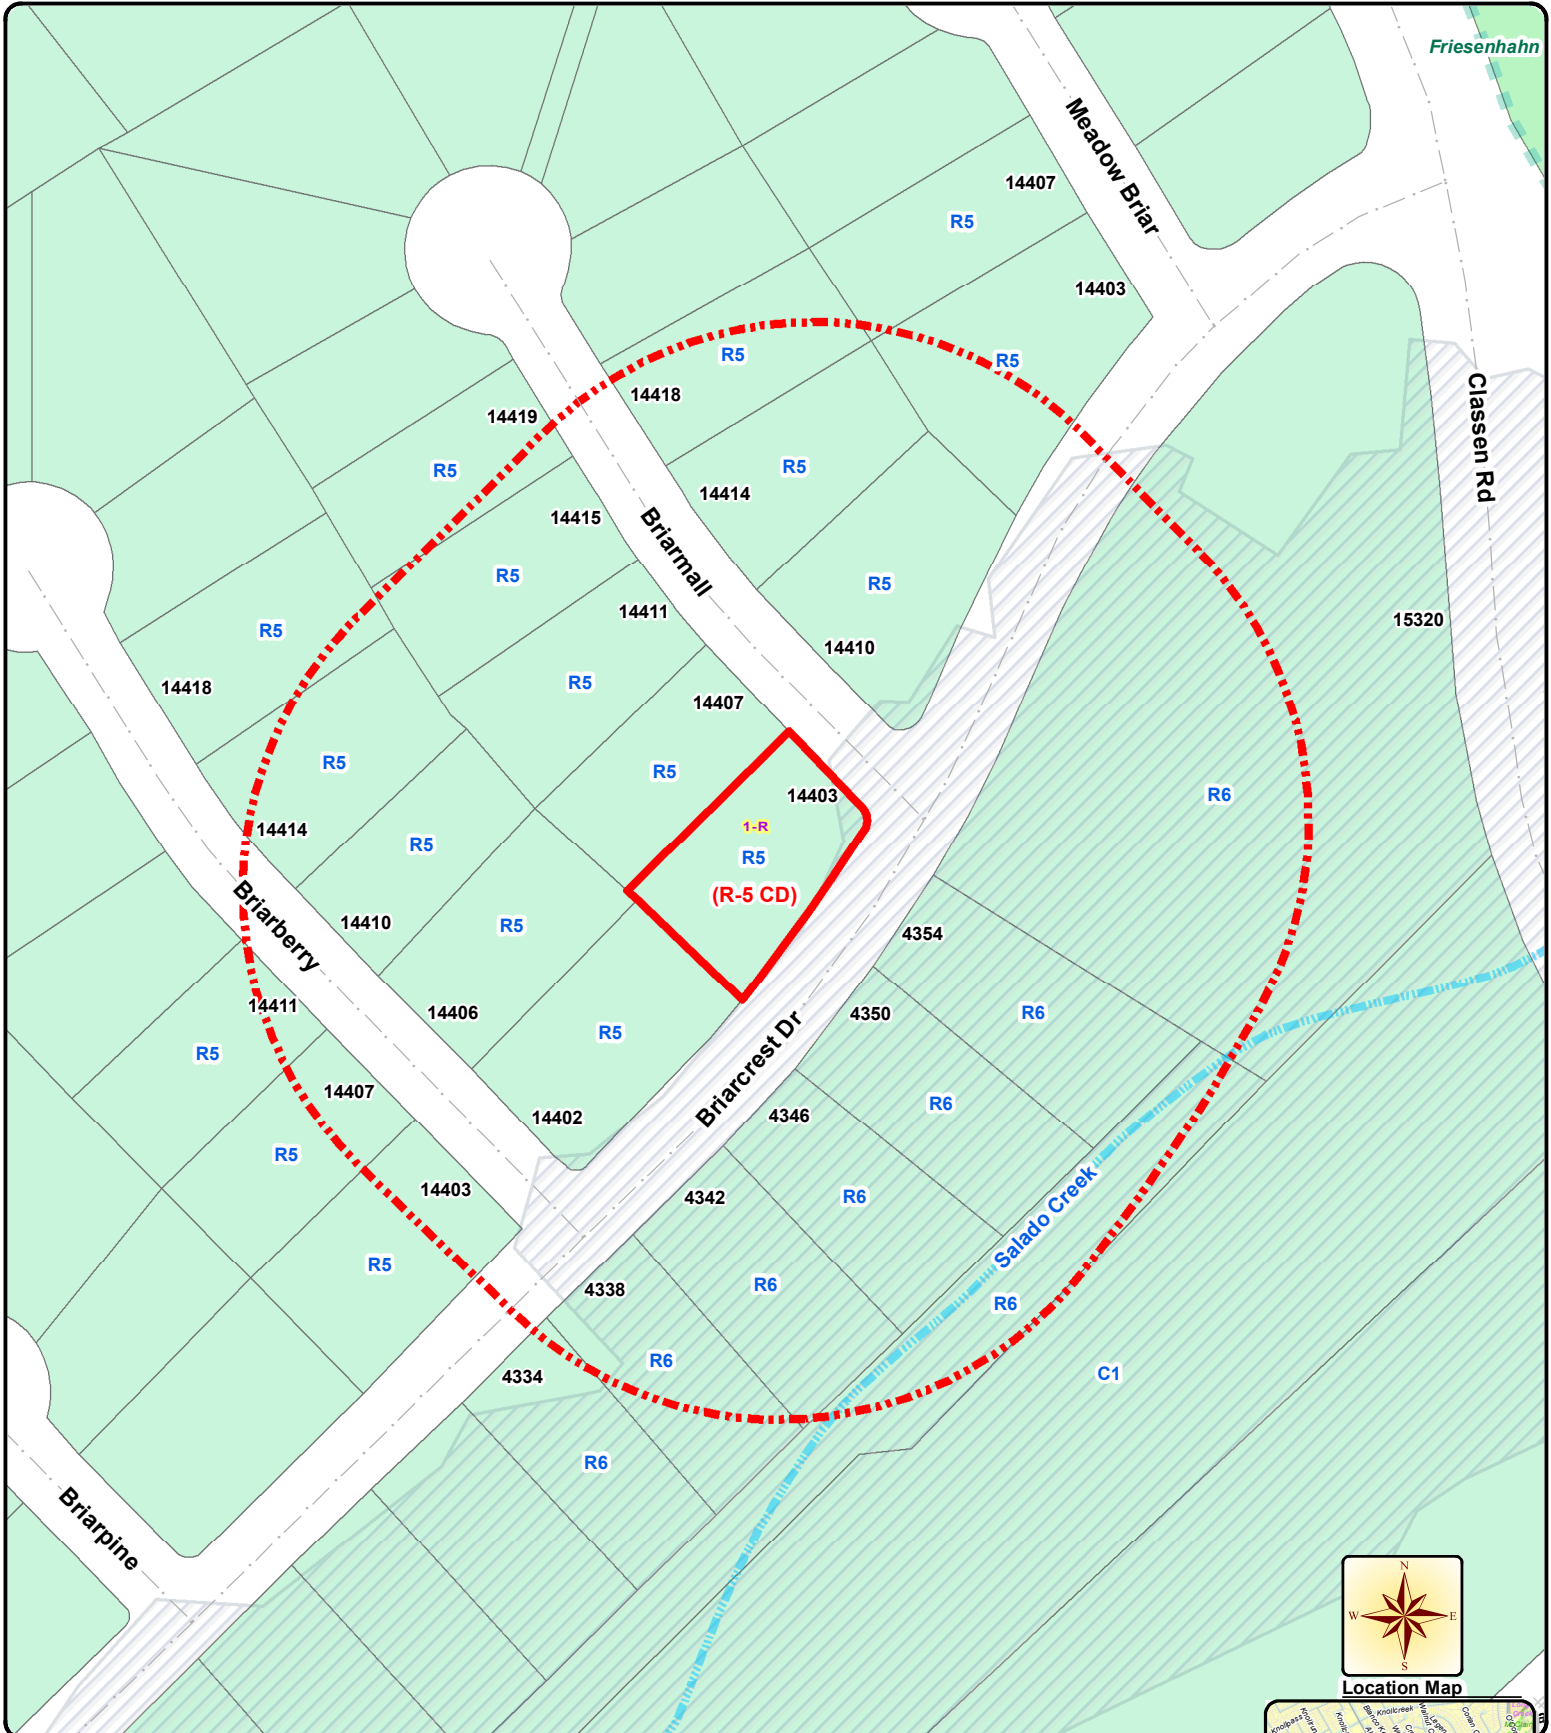 Friesenhahn
Meadow Briar
14407
R5
14403
R5
R5
14418
14419
Classen Rd
R5
R5
14414
14415
Briarmall
R5
R5
14411
15320
R5
14410
R5
14418
14407
R5
R5
14403
R6
1-R
14414
R5
R5
(R-5 CD)
Briarberry
14410
R5
4354
14411
14406
4350
R6
R5
R5
Briarcrest Dr
14407
14402
4346
R6
R5
14403
4342
R6
Salado Creek
R5
4338
R6
R6
R6
4334
C1
R6
Briarpine
N
W
E
S
Location Map
Knollpass
Knollcreek